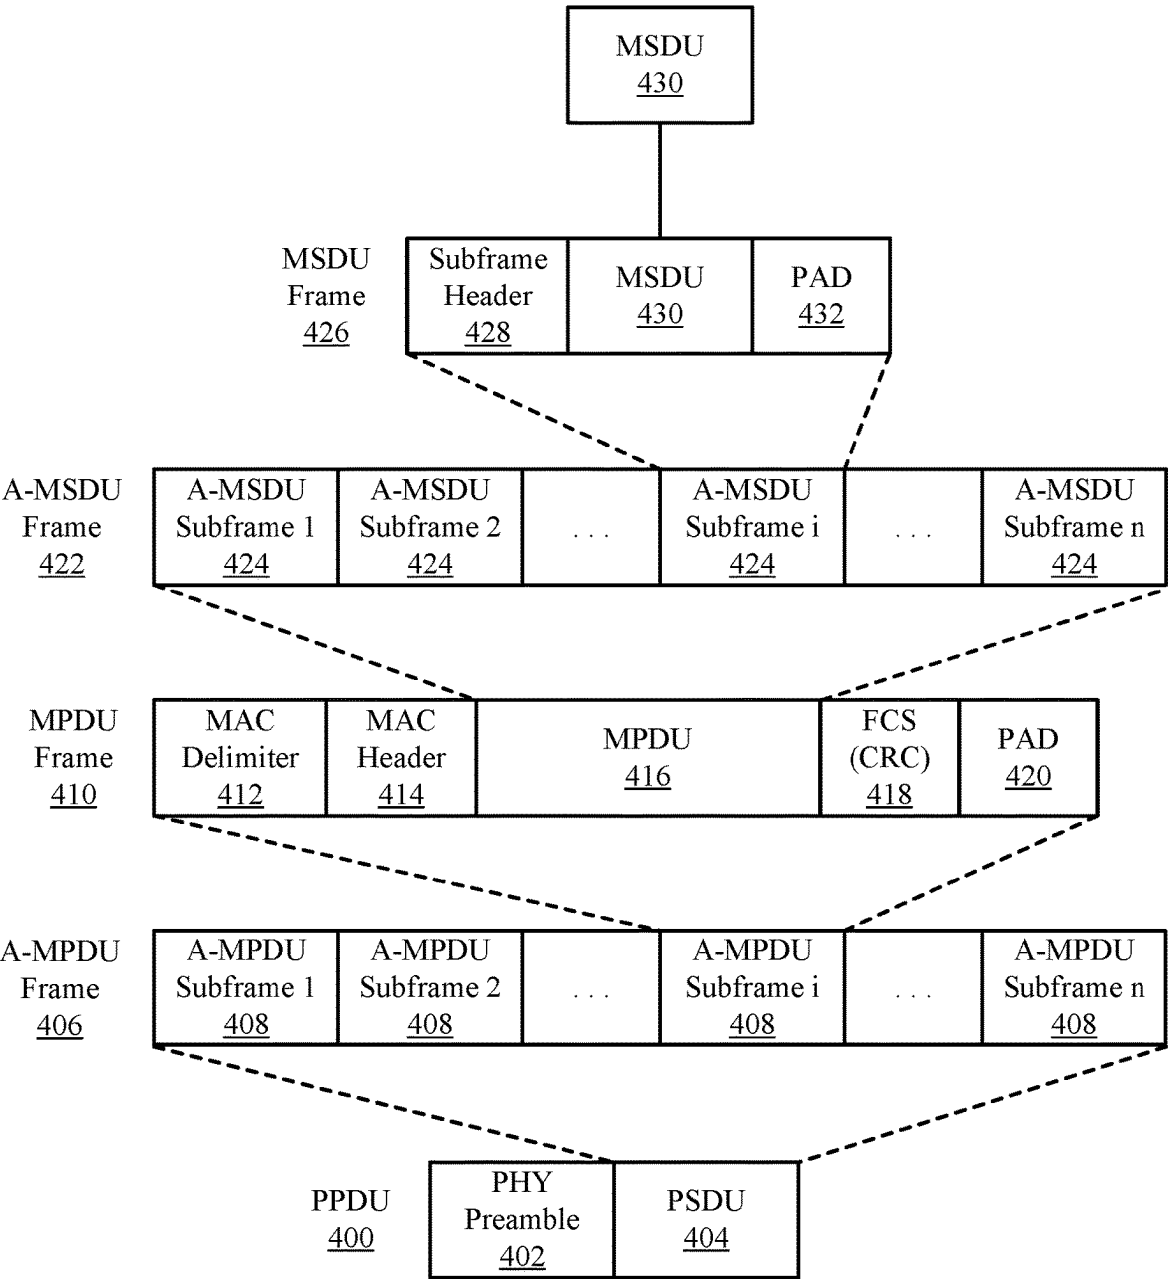 MSDU
430
MSDU
Frame
426
Subframe
Header
428
MSDU
430
PAD
432
A-MSDU
Frame
422
A-MSDU
Subframe 1
424
A-MSDU
Subframe 2
424
. . .
A-MSDU
Subframe i
424
. . .
A-MSDU
Subframe n
424
MPDU
Frame
410
MAC
Delimiter
412
MAC
Header
414
MPDU
416
FCS
(CRC)
418
PAD
420
A-MPDU
Frame
406
A-MPDU
Subframe 1
408
A-MPDU
Subframe 2
408
. . .
A-MPDU
Subframe i
408
. . .
A-MPDU
Subframe n
408
PPDU
400
PHY
Preamble
402
PSDU
404